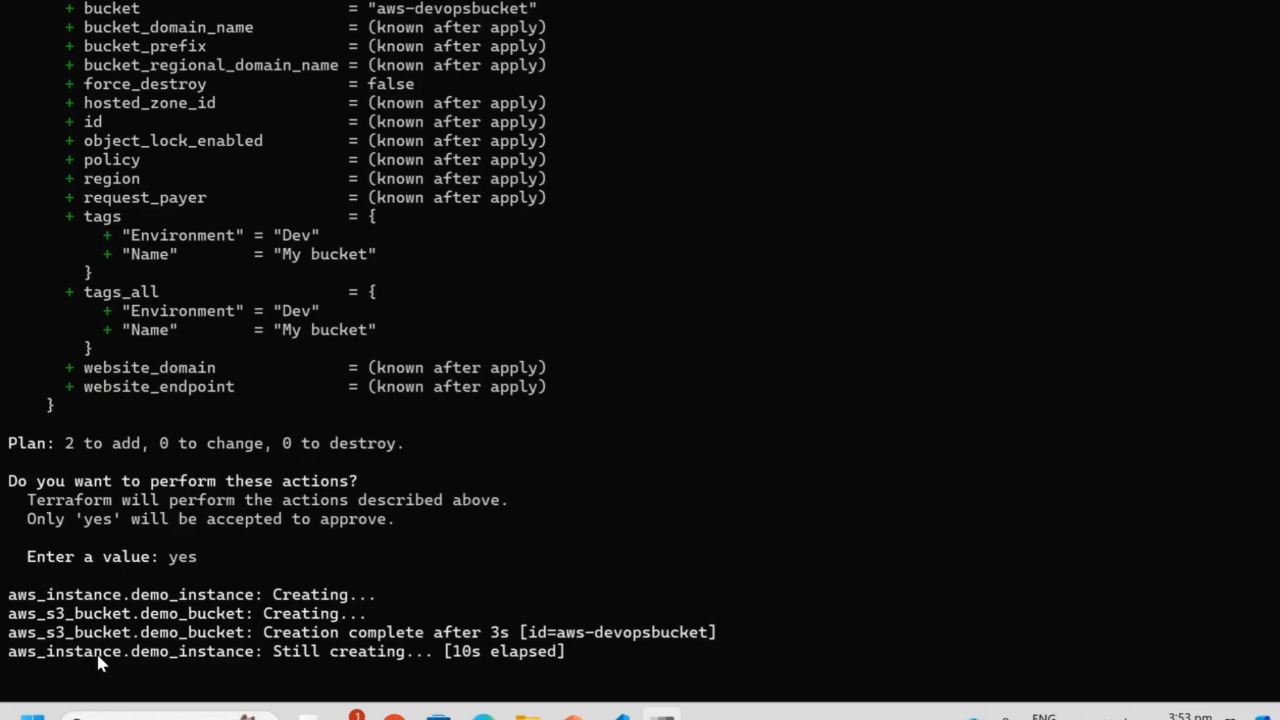 + bucket = "aws-devopsbucket"
+ bucket_domain_name = (known after apply)
+ bucket_prefix = (known after apply)
+ bucket_regional_domain_name = (known after apply)
+ force_destroy = false
+ hosted_zone_id = (known after apply)
+ id = (known after apply)
+ object_lock_enabled = (known after apply)
+ policy = (known after apply)
+ region = (known after apply)
+ request_payer = (known after apply)
+ tags = {
+ "Environment" = "Dev"
+ "Name" = "My bucket"
}
+ tags_all = {
+ "Environment" = "Dev"
+ "Name" = "My bucket"
}
+ website_domain = (known after apply)
+ website_endpoint = (known after apply)
}
Plan: 2 to add, 0 to change, 0 to destroy.
Do you want to perform these actions?
Terraform will perform the actions described above.
Only 'yes' will be accepted to approve.
Enter a value: yes
aws_instance.demo_instance: Creating...
aws_s3_bucket.demo_bucket: Creating...
aws_s3_bucket.demo_bucket: Creation complete after 3s [id=aws-devopsbucket]
aws_instance.demo_instance: Still creating... [10s elapsed]
1
ENG
3:53 pm